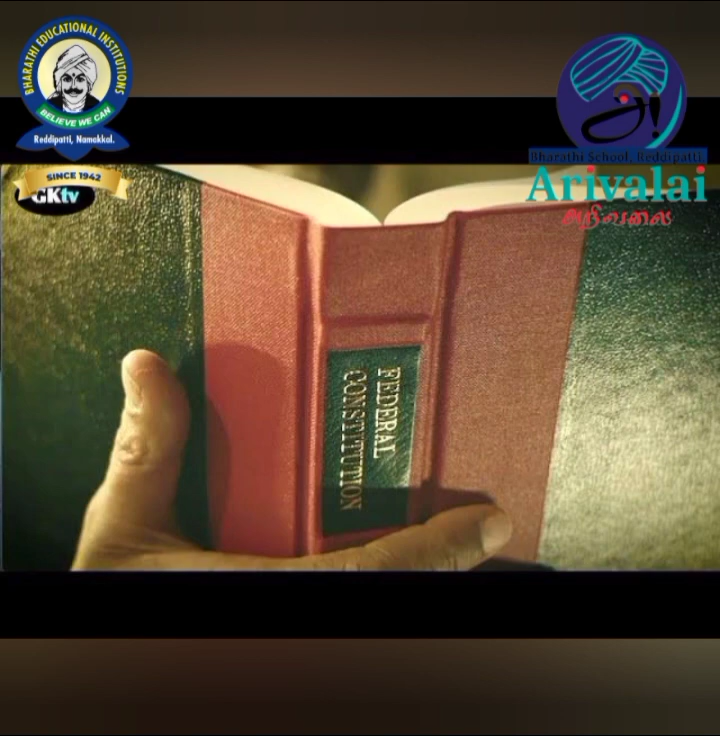 BHARATHI EDUCATIONAL INSTITUTIONS
BELIEVE WE CAN
Reddipatti, Namakkal.
SINCE 1942
GKtv
அ!
Bharathi School, Reddipatti.
Arivalai
அறிவலை
FEDERAL
CONSTITUTION